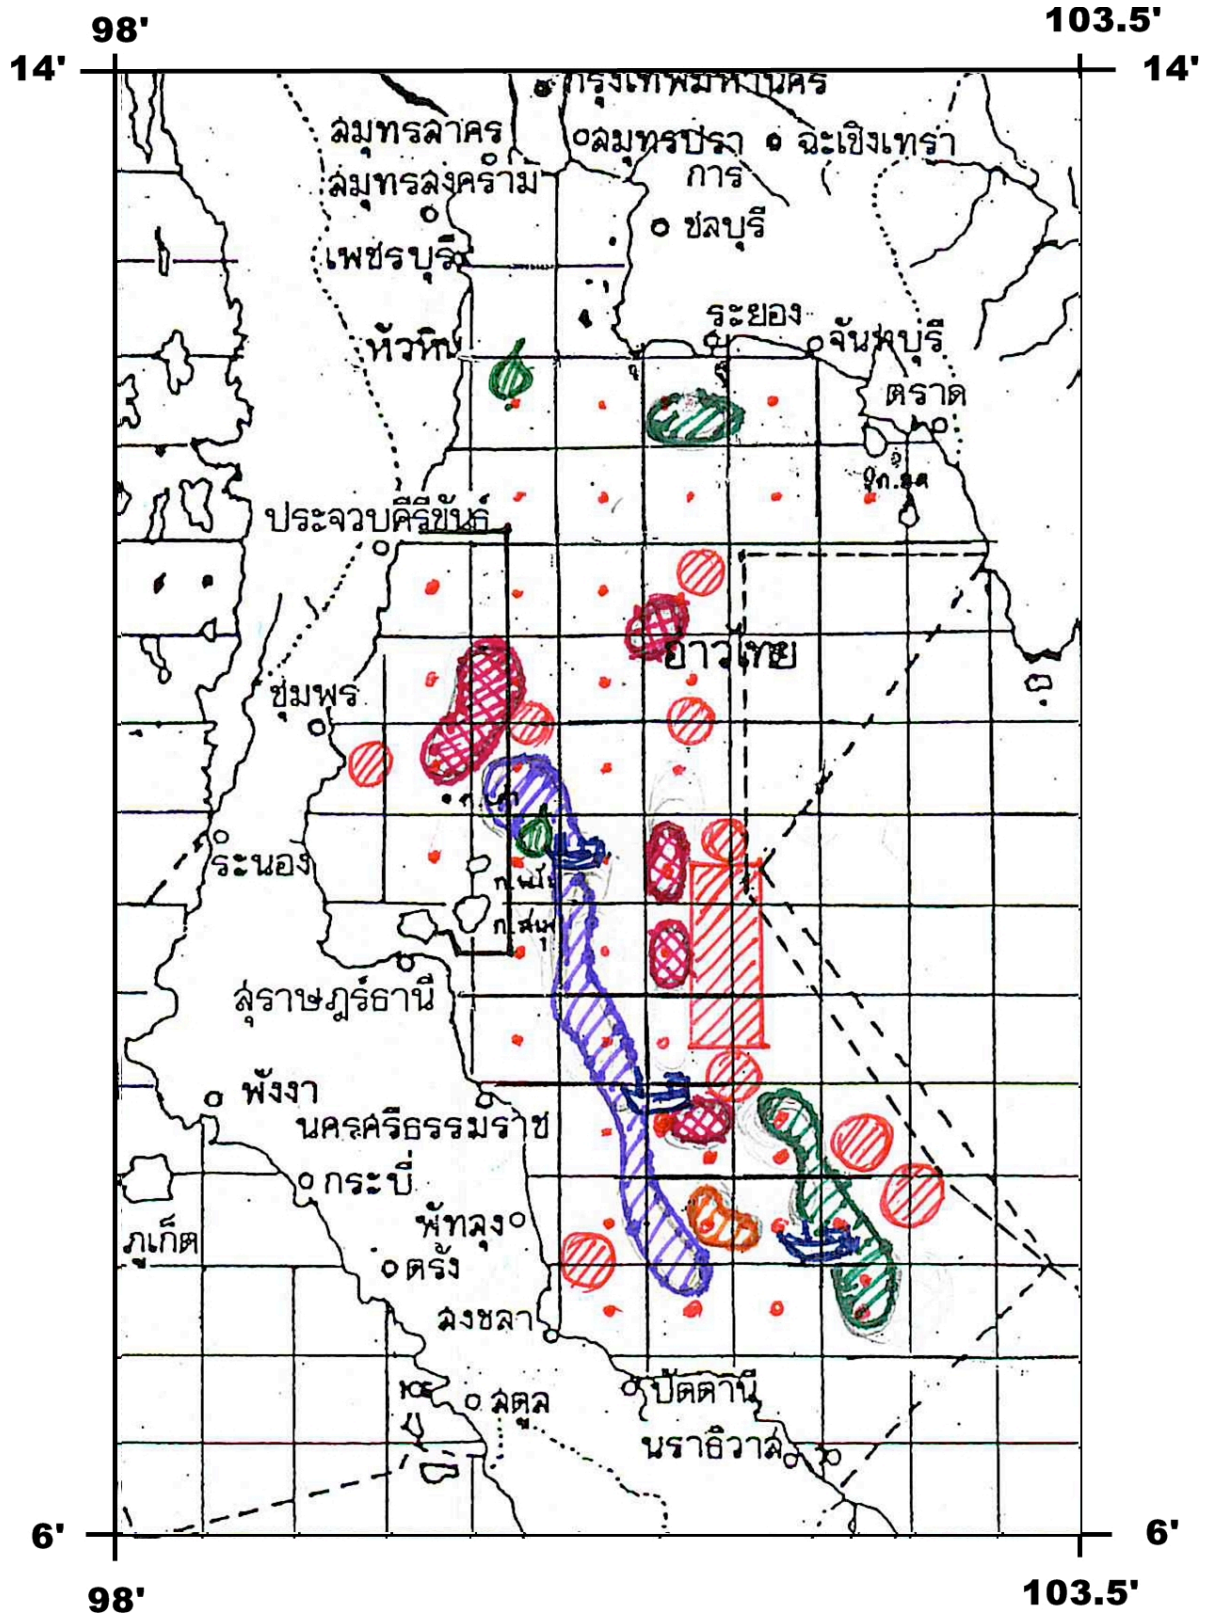 98'
103.5'
14'
14'
กรุงเทพมหานคร
สมุทรสาคร
สมุทรปรา
การ
ฉะเชิงเทรา
สมุทรสงคราม
ชลบุรี
เพชรบุรี
ระยอง
หัวหิน
จันทบุรี
ตราด
ประจวบคีรีขันธ์
อ่าวไทย
ชุมพร
ระนอง
สุราษฎร์ธานี
พังงา
นครศรีธรรมราช
กระบี่
พัทลุง
ภูเก็ต
ตรัง
สงขลา
ปัตตานี
สตูล
นราธิวาส
6'
6'
98'
103.5'